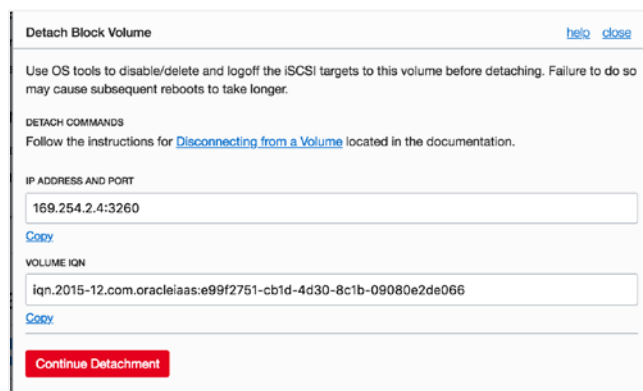 Detach Block Volume
help close
Use OS tools to disable/delete and logoff the iSCSI targets to this volume before detaching. Failure to do so
may cause subsequent reboots to take longer.
DETACH COMMANDS
Follow the instructions for Disconnecting from a Volume located in the documentation.
IP ADDRESS AND PORT
169.254.2.4:3260
Copy
VOLUME IQN
iqn.2015-12.com.oracleiaas:e99f2751-cb1d-4d30-8c1b-09080e2de066
Copy
Continue Detachment